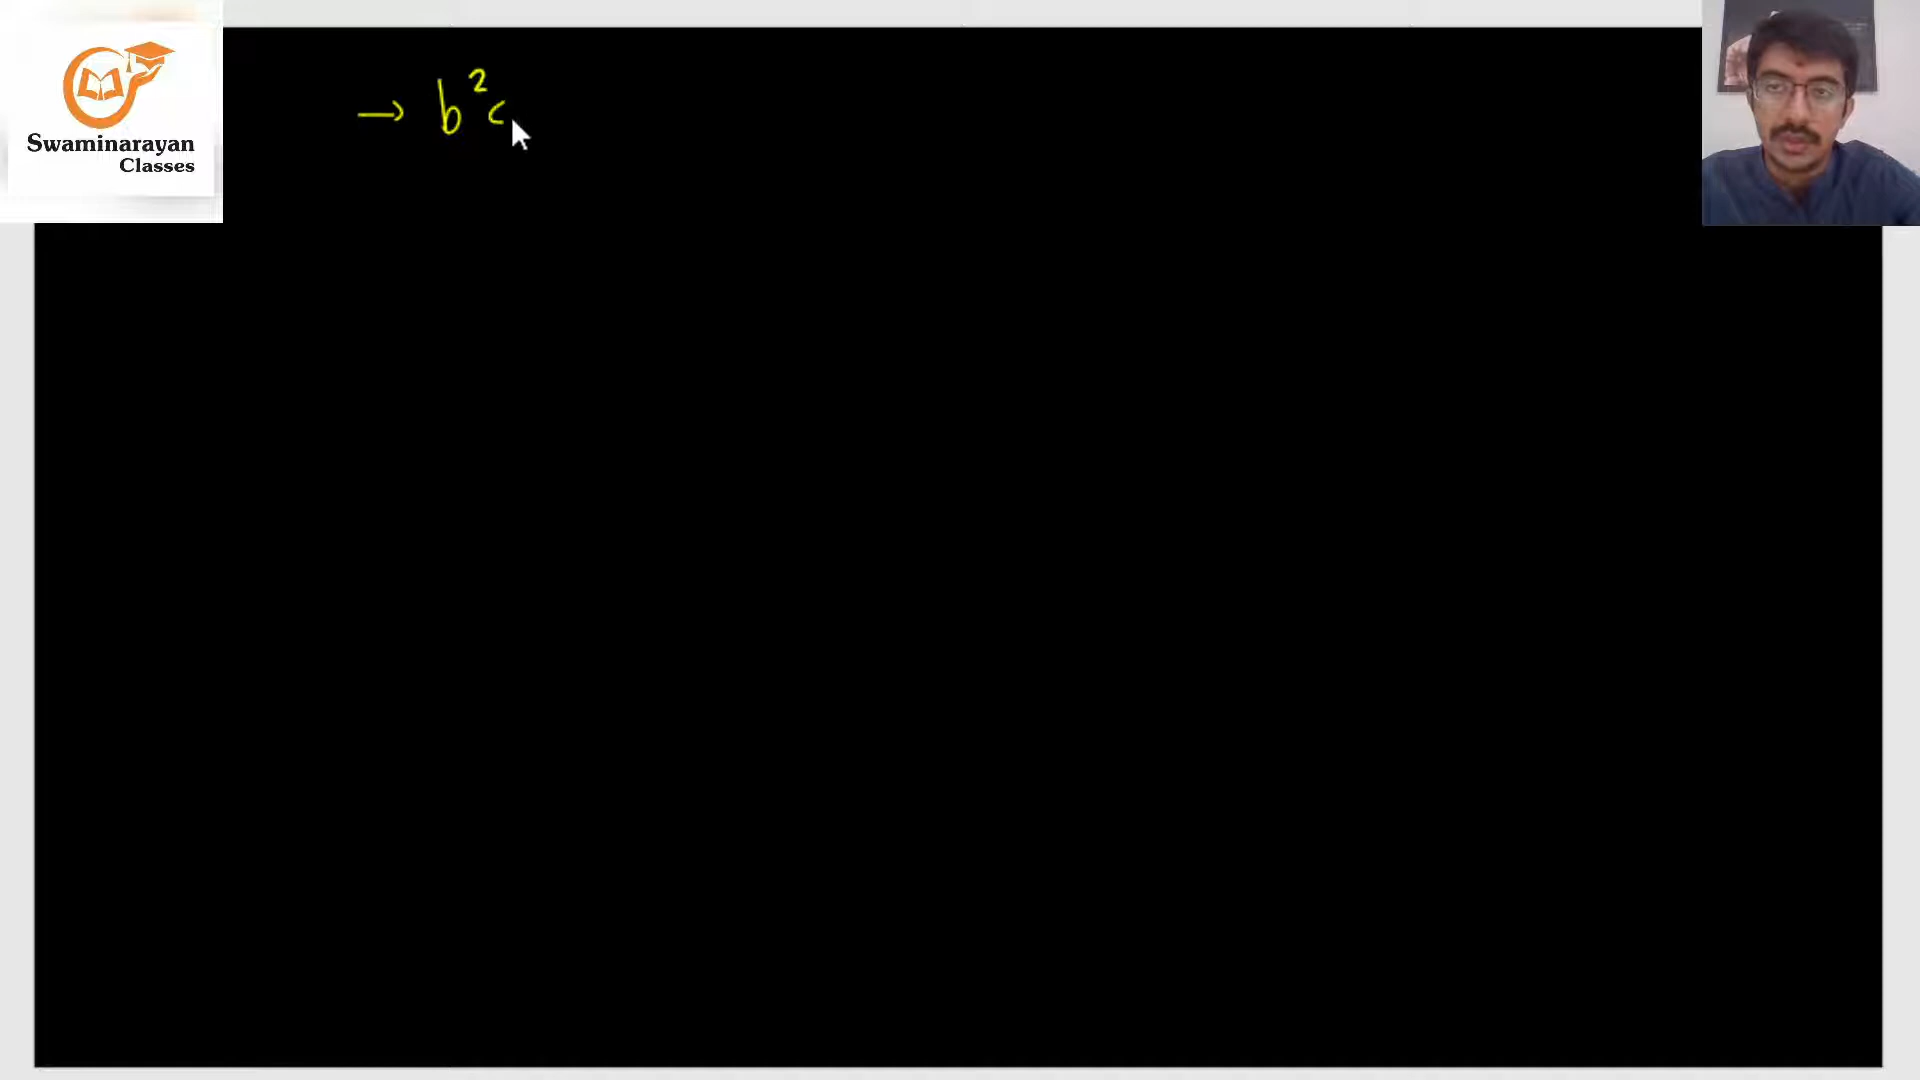 Swaminarayan
Classes
→ b²c